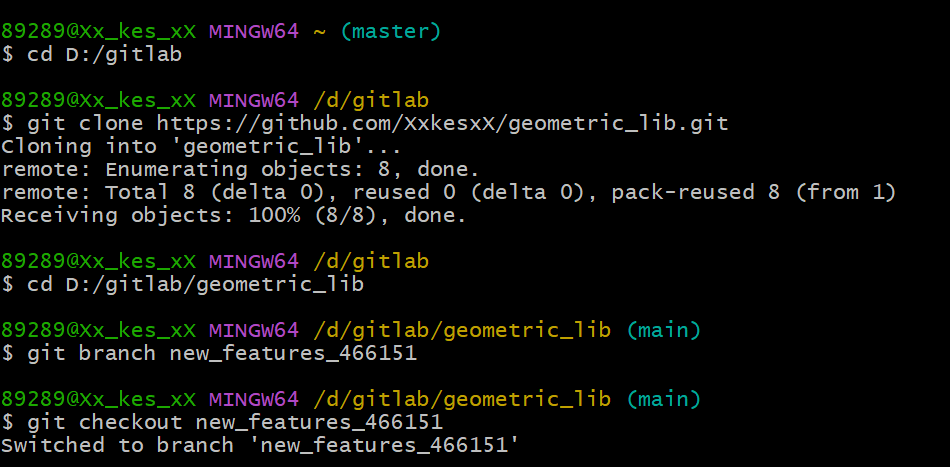 89289@Xx_kes_xX MINGW64 ~ (master)
$ cd D:/gitlab
89289@Xx_kes_xX MINGW64 /d/gitlab
$ git clone https://github.com/XxkesxX/geometric_lib.git
Cloning into 'geometric_lib'...
remote: Enumerating objects: 8, done.
remote: Total 8 (delta 0), reused 0 (delta 0), pack-reused 8 (from 1)
Receiving objects: 100% (8/8), done.
89289@Xx_kes_xX MINGW64 /d/gitlab
$ cd D:/gitlab/geometric_lib
89289@Xx_kes_xX MINGW64 /d/gitlab/geometric_lib (main)
$ git branch new_features_466151
89289@Xx_kes_xX MINGW64 /d/gitlab/geometric_lib (main)
$ git checkout new_features_466151
Switched to branch 'new_features_466151'